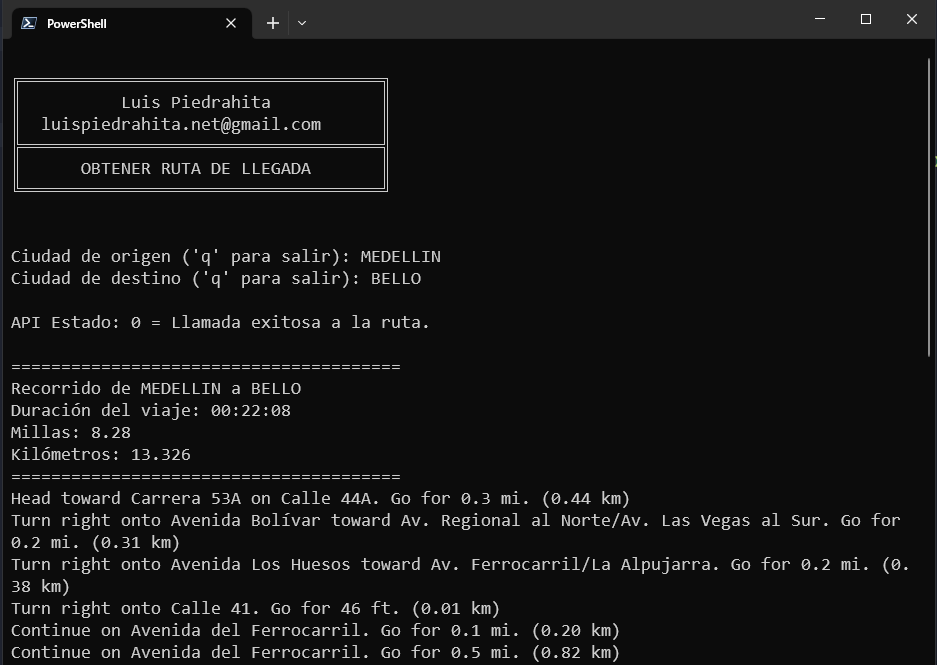 PowerShell
Luis Piedrahita
luispiedrahita.net@gmail.com
OBTENER RUTA DE LLEGADA
Ciudad de origen ('q' para salir): MEDELLIN
Ciudad de destino ('q' para salir): BELLO
API Estado: 0 = Llamada exitosa a la ruta.
=======================================
Recorrido de MEDELLIN a BELLO
Duración del viaje: 00:22:08
Millas: 8.28
Kilómetros: 13.326
=======================================
Head toward Carrera 53A on Calle 44A. Go for 0.3 mi. (0.44 km)
Turn right onto Avenida Bolívar toward Av. Regional al Norte/Av. Las Vegas al Sur. Go for
0.2 mi. (0.31 km)
Turn right onto Avenida Los Huesos toward Av. Ferrocarril/La Alpujarra. Go for 0.2 mi. (0.
38 km)
Turn right onto Calle 41. Go for 46 ft. (0.01 km)
Continue on Avenida del Ferrocarril. Go for 0.1 mi. (0.20 km)
Continue on Avenida del Ferrocarril. Go for 0.5 mi. (0.82 km)